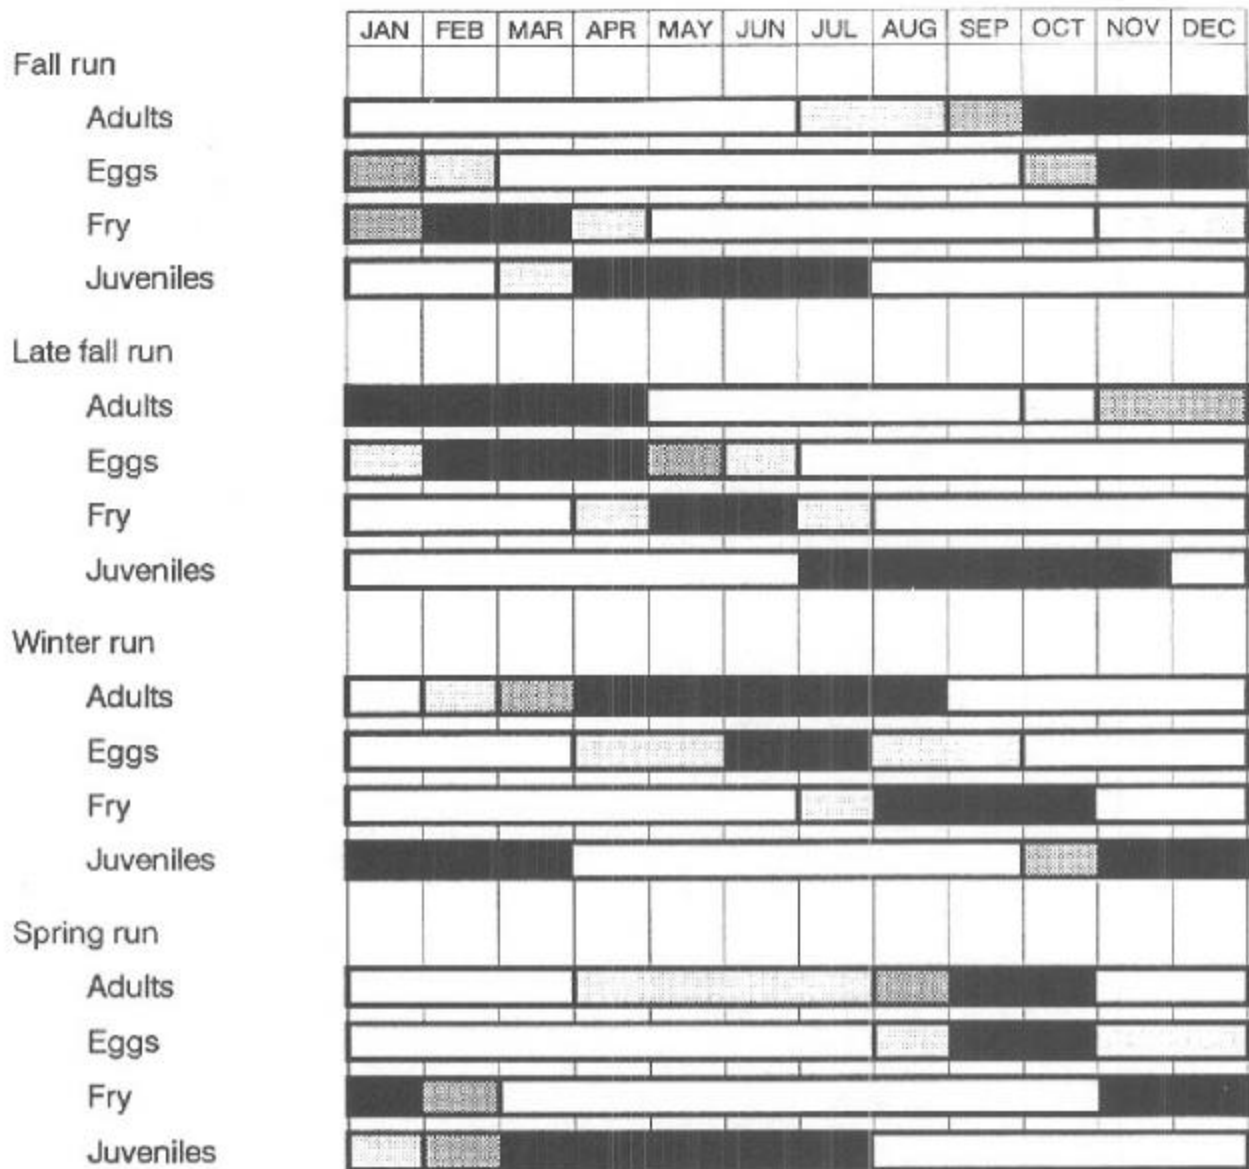 JAN FEB MAR APR MAY JUN JUL AUG SEP OCT NOV DEC
Fall run
Adults
Eggs
Fry
Juveniles
Late fall run
Adults
Eggs
Fry
Juveniles
Winter run
Adults
Eggs
Fry
Juveniles
Spring run
Adults
Eggs
Fry
Juveniles